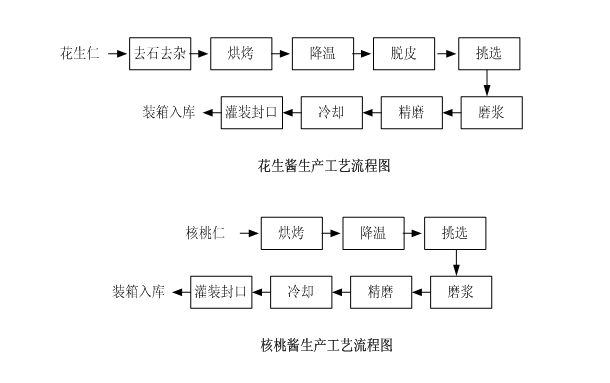 花生仁 去石去杂 烘烤 降温 脱皮 挑选
装箱入库 灌装封口 冷却 精磨 磨浆
花生酱生产工艺流程图
核桃仁 烘烤 降温 挑选
装箱入库 灌装封口 冷却 精磨 磨浆
核桃酱生产工艺流程图